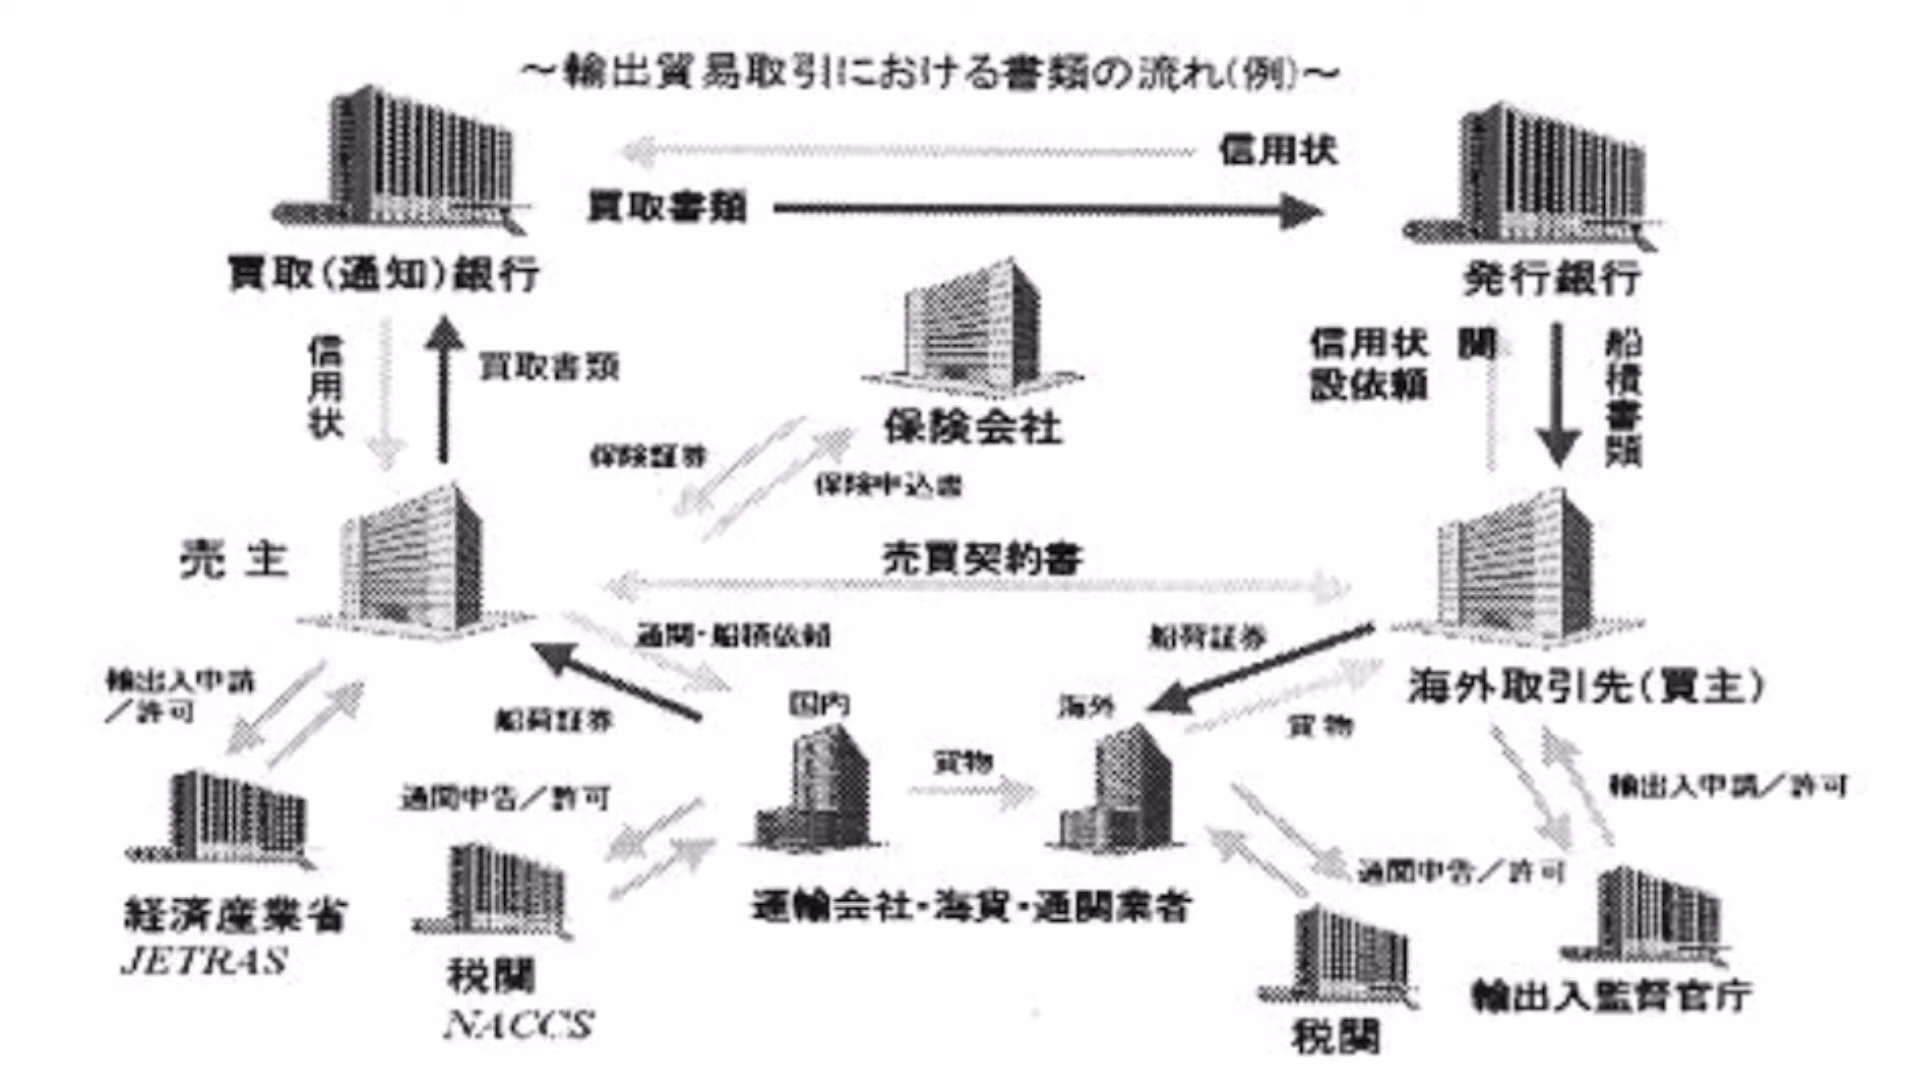 ～輸出貿易取引における書類の流れ(例)～
信用状
買取書類
買取(通知)銀行
発行銀行
信用状
買取書類
保険会社
信用状 開
設依頼
船積書類
保険証券
保険申込書
売主
売買契約書
通関・船積依頼
船荷証券
輸出入申請
／許可
船荷証券
国内
海外
海外取引先(買主)
貨物
貨物
通関申告／許可
輸出入申請／許可
通関申告／許可
経済産業省
JETRAS
運輸会社・海貨・通関業者
税関
NACCS
輸出入監督官庁
税関